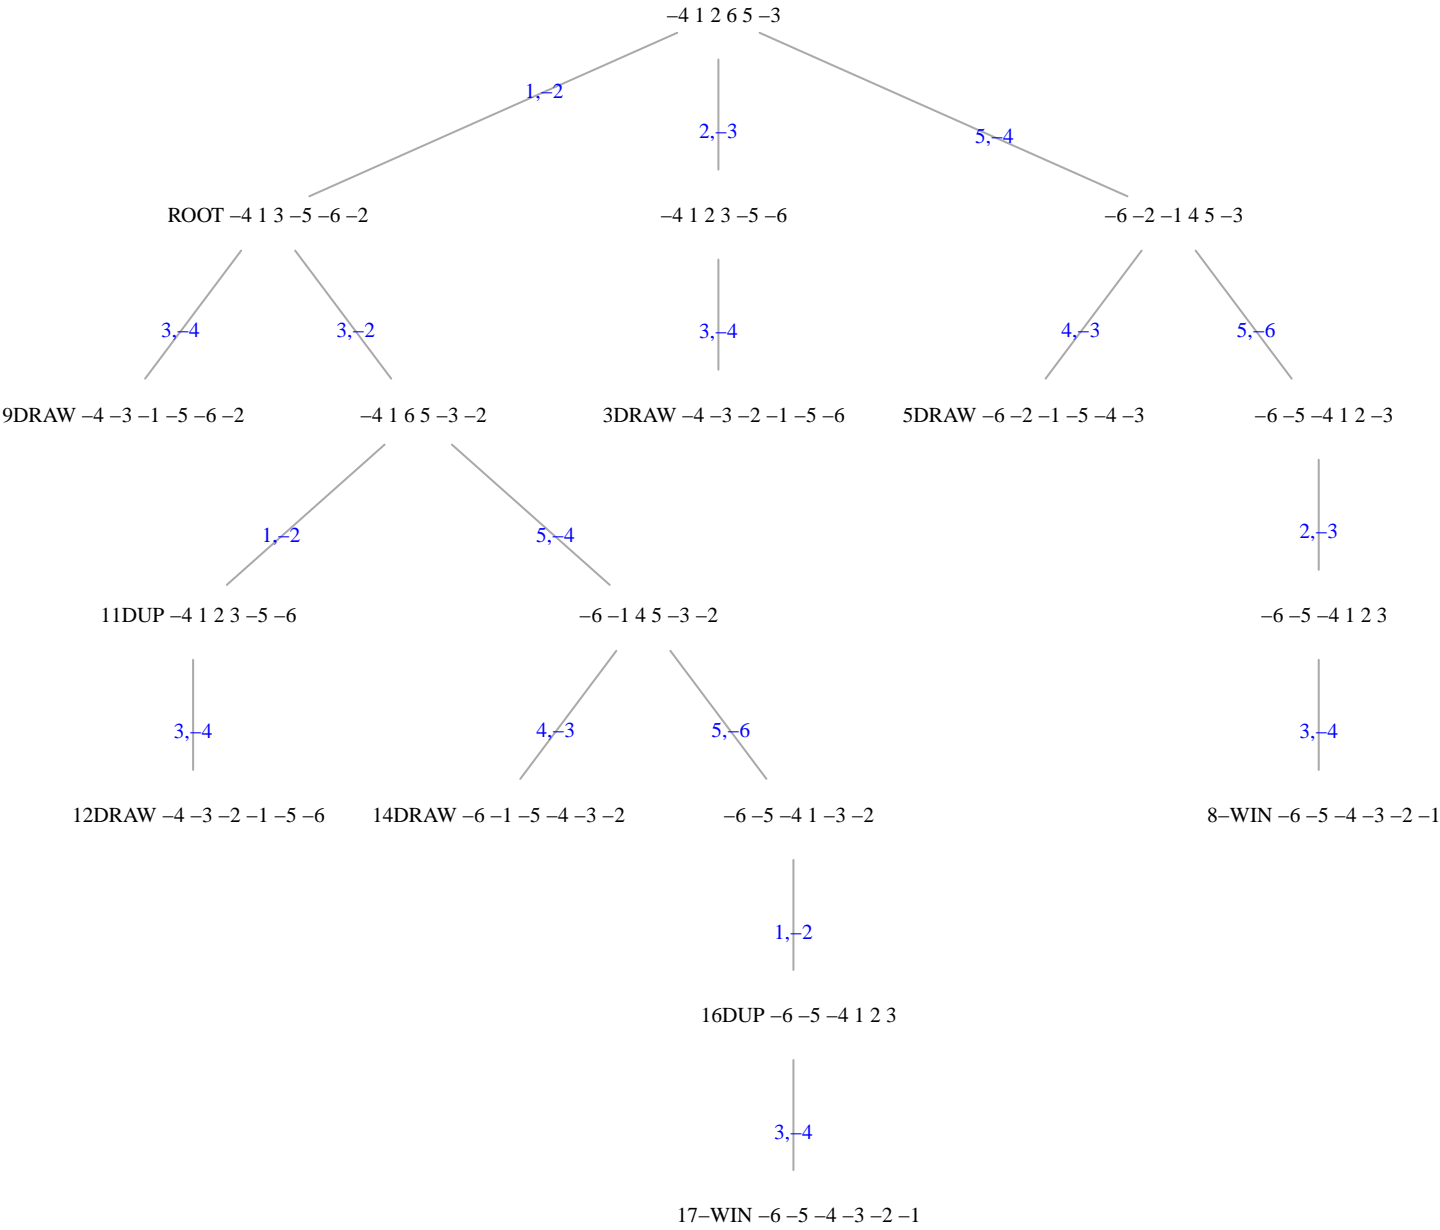 –4 1 2 6 5 –3
1,–2
2,–3
5,–4
ROOT –4 1 3 –5 –6 –2
–4 1 2 3 –5 –6
–6 –2 –1 4 5 –3
3,–4
3,–2
3,–4
4,–3
5,–6
9DRAW –4 –3 –1 –5 –6 –2
–4 1 6 5 –3 –2
3DRAW –4 –3 –2 –1 –5 –6
5DRAW –6 –2 –1 –5 –4 –3
–6 –5 –4 1 2 –3
1,–2
5,–4
2,–3
11DUP –4 1 2 3 –5 –6
–6 –1 4 5 –3 –2
–6 –5 –4 1 2 3
3,–4
4,–3
5,–6
3,–4
12DRAW –4 –3 –2 –1 –5 –6
14DRAW –6 –1 –5 –4 –3 –2
–6 –5 –4 1 –3 –2
8–WIN –6 –5 –4 –3 –2 –1
1,–2
16DUP –6 –5 –4 1 2 3
3,–4
17–WIN –6 –5 –4 –3 –2 –1